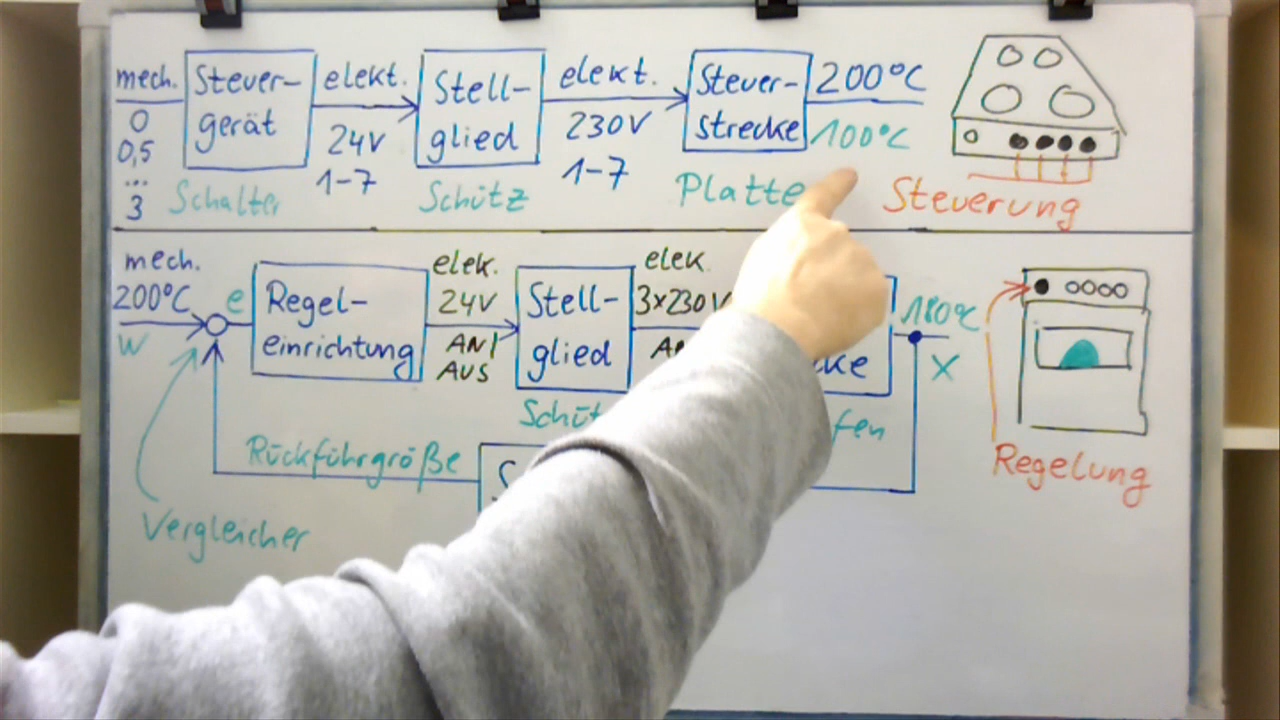 mech.
0
0,5
...
3
Steuer-
gerät
Schalter
elekt.
24V
1-7
Stell-
glied
Schütz
elekt.
230V
1-7
Steuer-
strecke
Platte
200°C
100°C
Steuerung
mech.
200°C
W
e
Regel-
einrichtung
elek.
24V
AN/
AUS
Stell-
glied
elek.
3x230V
180°C
X
Rückführgröße
Vergleicher
Regelung